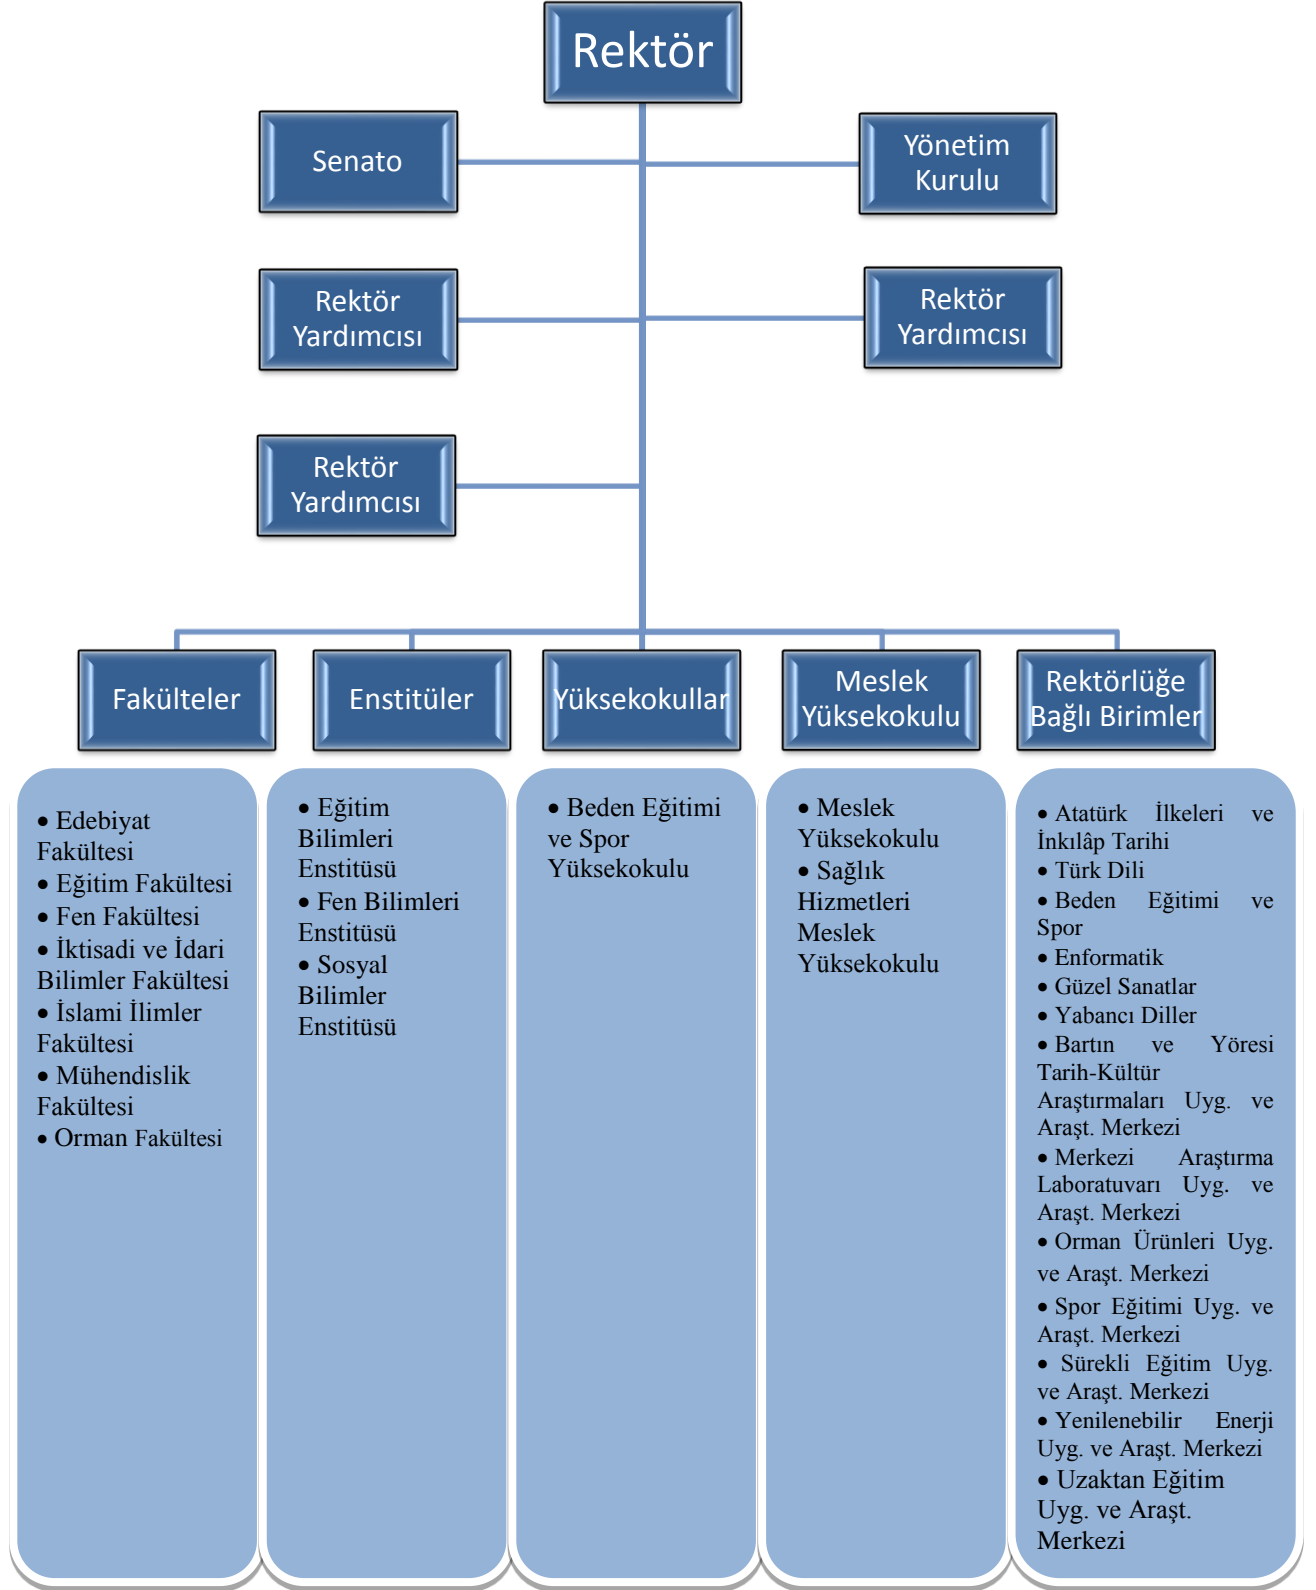 Rektör
Senato
Yönetim
Kurulu
Rektör
Yardımcısı
Rektör
Yardımcısı
Rektör
Yardımcısı
Fakülteler
Enstitüler
Yüksekokullar
Meslek
Yüksekokulu
Rektörlüğe
Bağlı Birimler
• Edebiyat
Fakültesi
• Eğitim Fakültesi
• Fen Fakültesi
• İktisadi ve İdari
Bilimler Fakültesi
• İslami İlimler
Fakültesi
• Mühendislik
Fakültesi
• Orman Fakültesi
• Eğitim
Bilimleri
Enstitüsü
• Fen Bilimleri
Enstitüsü
• Sosyal
Bilimler
Enstitüsü
• Beden Eğitimi
ve Spor
Yüksekokulu
• Meslek
Yüksekokulu
• Sağlık
Hizmetleri
Meslek
Yüksekokulu
• Atatürk İlkeleri ve
İnkılâp Tarihi
• Türk Dili
• Beden Eğitimi ve
Spor
• Enformatik
• Güzel Sanatlar
• Yabancı Diller
• Bartın ve Yöresi
Tarih-Kültür
Araştırmaları Uyg. ve
Araşt. Merkezi
• Merkezi Araştırma
Laboratuvarı Uyg. ve
Araşt. Merkezi
• Orman Ürünleri Uyg.
ve Araşt. Merkezi
• Spor Eğitimi Uyg. ve
Araşt. Merkezi
• Sürekli Eğitim Uyg.
ve Araşt. Merkezi
• Yenilenebilir Enerji
Uyg. ve Araşt. Merkezi
• Uzaktan Eğitim
Uyg. ve Araşt.
Merkezi